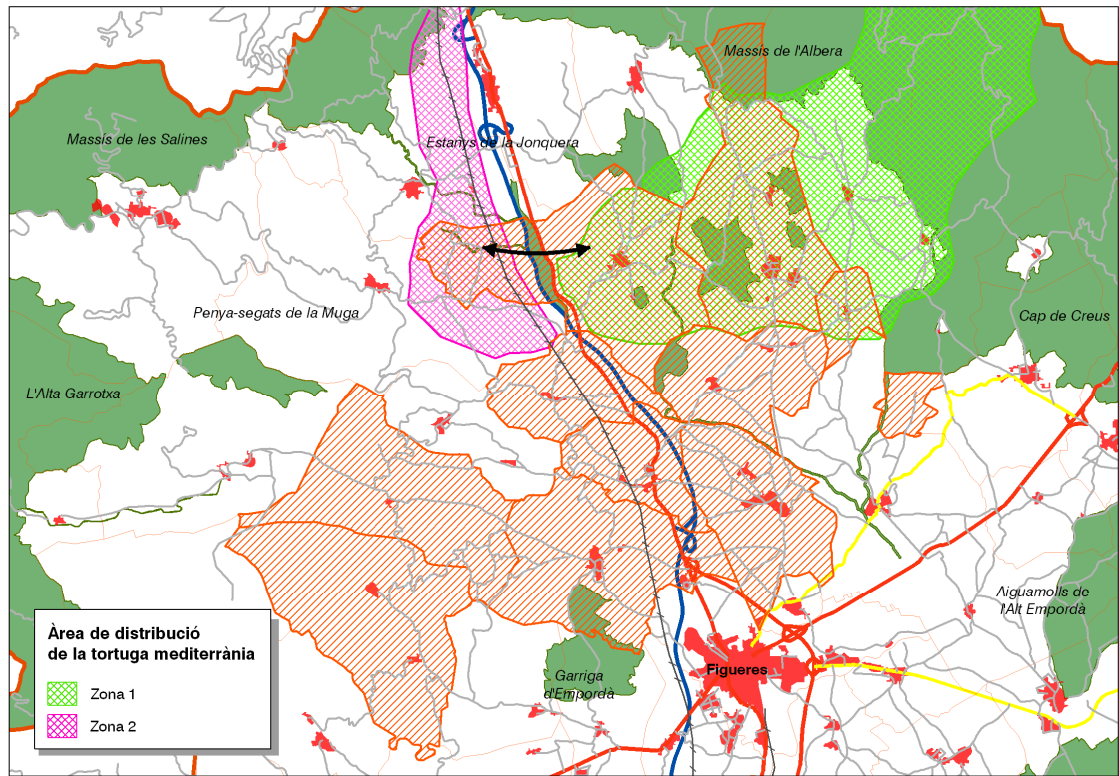 Massís de l'Albera
Massís de les Salines
Estanys de la Jonquera
Penya-segats de la Muga
Cap de Creus
L'Alta Garrotxa
Aiguamolls de
l'Alt Empordà
Garriga
d'Empordà
Figueres
Àrea de distribució
de la tortuga mediterrània
Zona 1
Zona 2